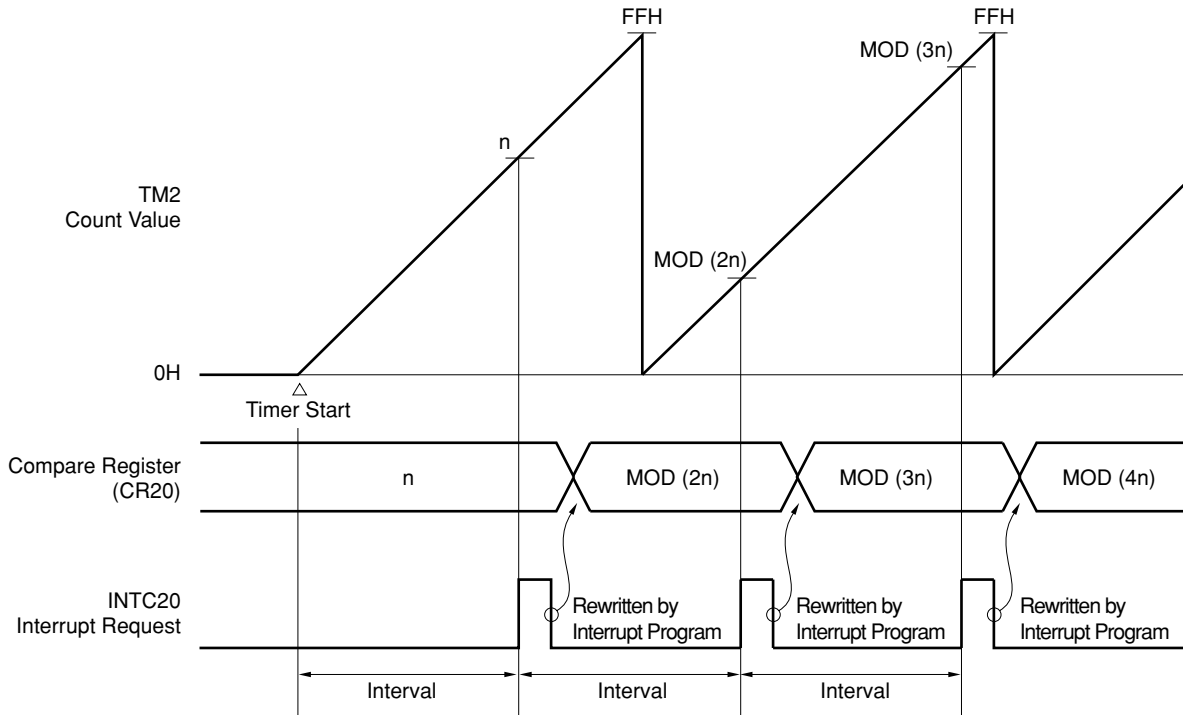 FFH
FFH
MOD (3n)
n
TM2
Count Value
MOD (2n)
0H
Timer Start
Compare Register
(CR20)
n
MOD (2n)
MOD (3n)
MOD (4n)
INTC20
Interrupt Request
Rewritten by
Interrupt Program
Rewritten by
Interrupt Program
Rewritten by
Interrupt Program
Interval
Interval
Interval